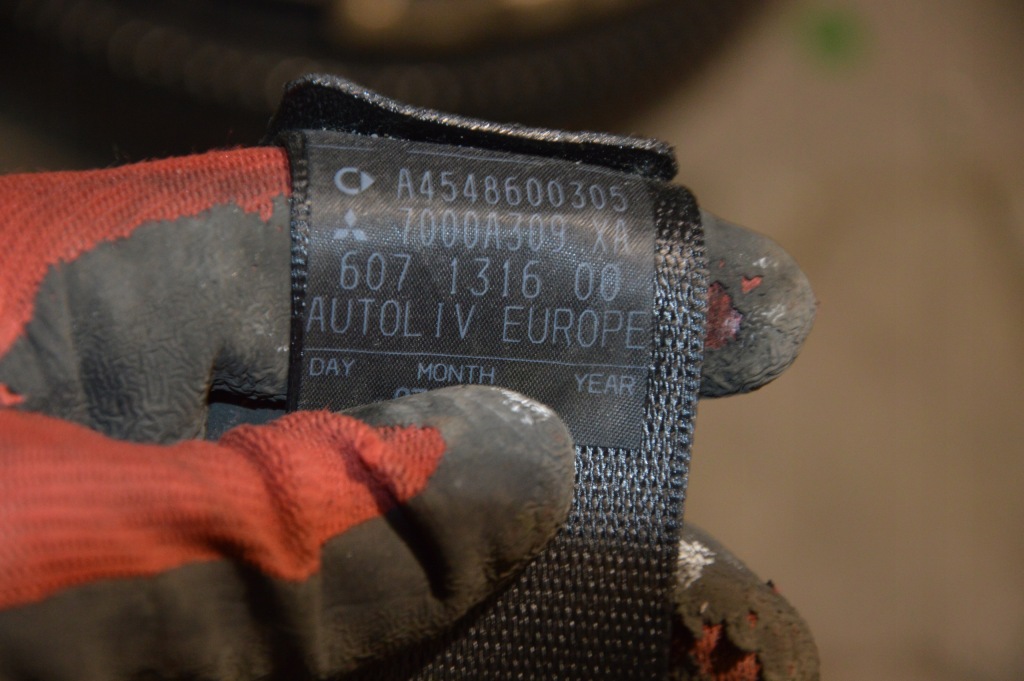 A4548600305
7000A309 XA
607 1316 00
AUTOLIV EUROPE
DAY MONTH YEAR